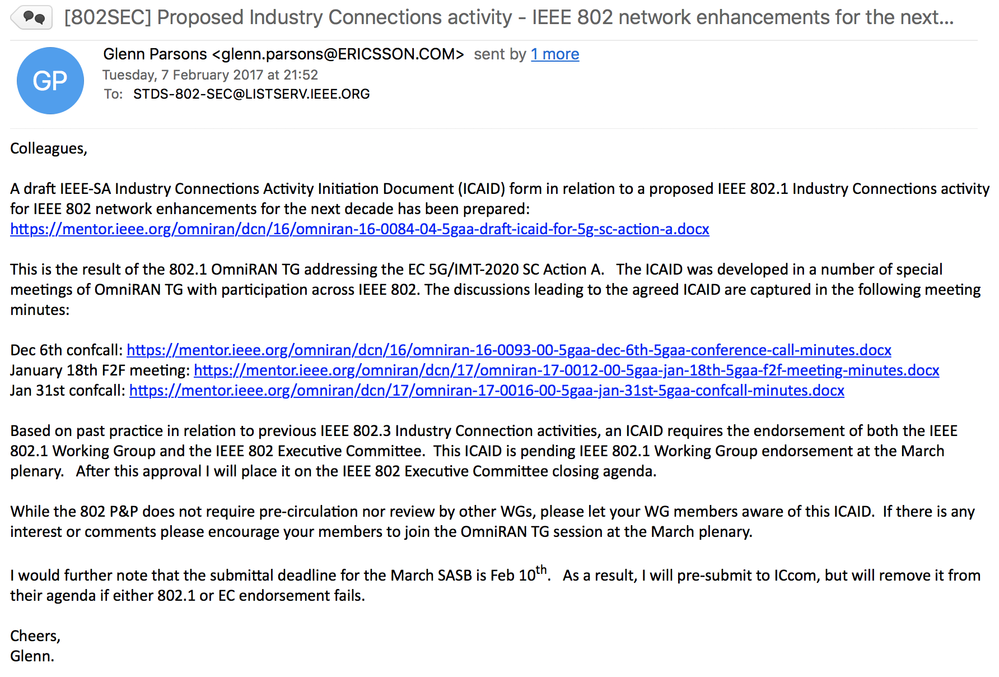 [802SEC] Proposed Industry Connections activity - IEEE 802 network enhancements for the next...
GP
Glenn Parsons <glenn.parsons@ERICSSON.COM> sent by 1 more
Tuesday, 7 February 2017 at 21:52
To: STDS-802-SEC@LISTSERV.IEEE.ORG
Colleagues,
A draft IEEE-SA Industry Connections Activity Initiation Document (ICAID) form in relation to a proposed IEEE 802.1 Industry Connections activity
for IEEE 802 network enhancements for the next decade has been prepared:
https://mentor.ieee.org/omniran/dcn/16/omniran-16-0084-04-5gaa-draft-icaid-for-5g-sc-action-a.docx
This is the result of the 802.1 OmniRAN TG addressing the EC 5G/IMT-2020 SC Action A.   The ICAID was developed in a number of special
meetings of OmniRAN TG with participation across IEEE 802. The discussions leading to the agreed ICAID are captured in the following meeting
minutes:
Dec 6th confcall: https://mentor.ieee.org/omniran/dcn/16/omniran-16-0093-00-5gaa-dec-6th-5gaa-conference-call-minutes.docx
January 18th F2F meeting: https://mentor.ieee.org/omniran/dcn/17/omniran-17-0012-00-5gaa-jan-18th-5gaa-f2f-meeting-minutes.docx
Jan 31st confcall: https://mentor.ieee.org/omniran/dcn/17/omniran-17-0016-00-5gaa-jan-31st-5gaa-confcall-minutes.docx
Based on past practice in relation to previous IEEE 802.3 Industry Connection activities, an ICAID requires the endorsement of both the IEEE
802.1 Working Group and the IEEE 802 Executive Committee.  This ICAID is pending IEEE 802.1 Working Group endorsement at the March
plenary.   After this approval I will place it on the IEEE 802 Executive Committee closing agenda.
While the 802 P&P does not require pre-circulation nor review by other WGs, please let your WG members aware of this ICAID.  If there is any
interest or comments please encourage your members to join the OmniRAN TG session at the March plenary.
I would further note that the submittal deadline for the March SASB is Feb 10th.   As a result, I will pre-submit to ICcom, but will remove it from
their agenda if either 802.1 or EC endorsement fails.
Cheers,
Glenn.